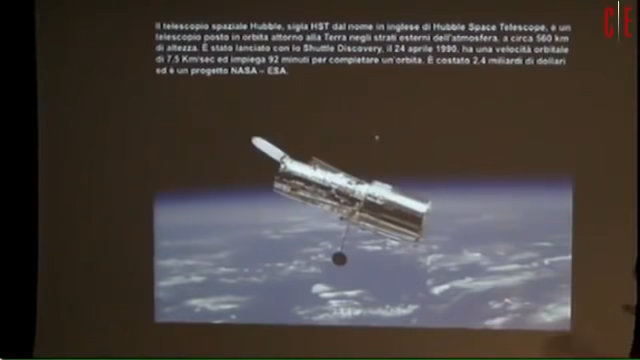 Il telescopio spaziale Hubble, sigla HST dal nome in inglese di Hubble Space Telescope, è un
telescopio posto in orbita attorno alla Terra negli strati esterni dell'atmosfera, a circa 560 km
di altezza. È stato lanciato con lo Shuttle Discovery, il 24 aprile 1990, ha una velocità orbitale
di 7,5 Km/sec ed impiega 92 minuti per completare un'orbita. È costato 2,4 miliardi di dollari
ed è un progetto NASA – ESA.
C E